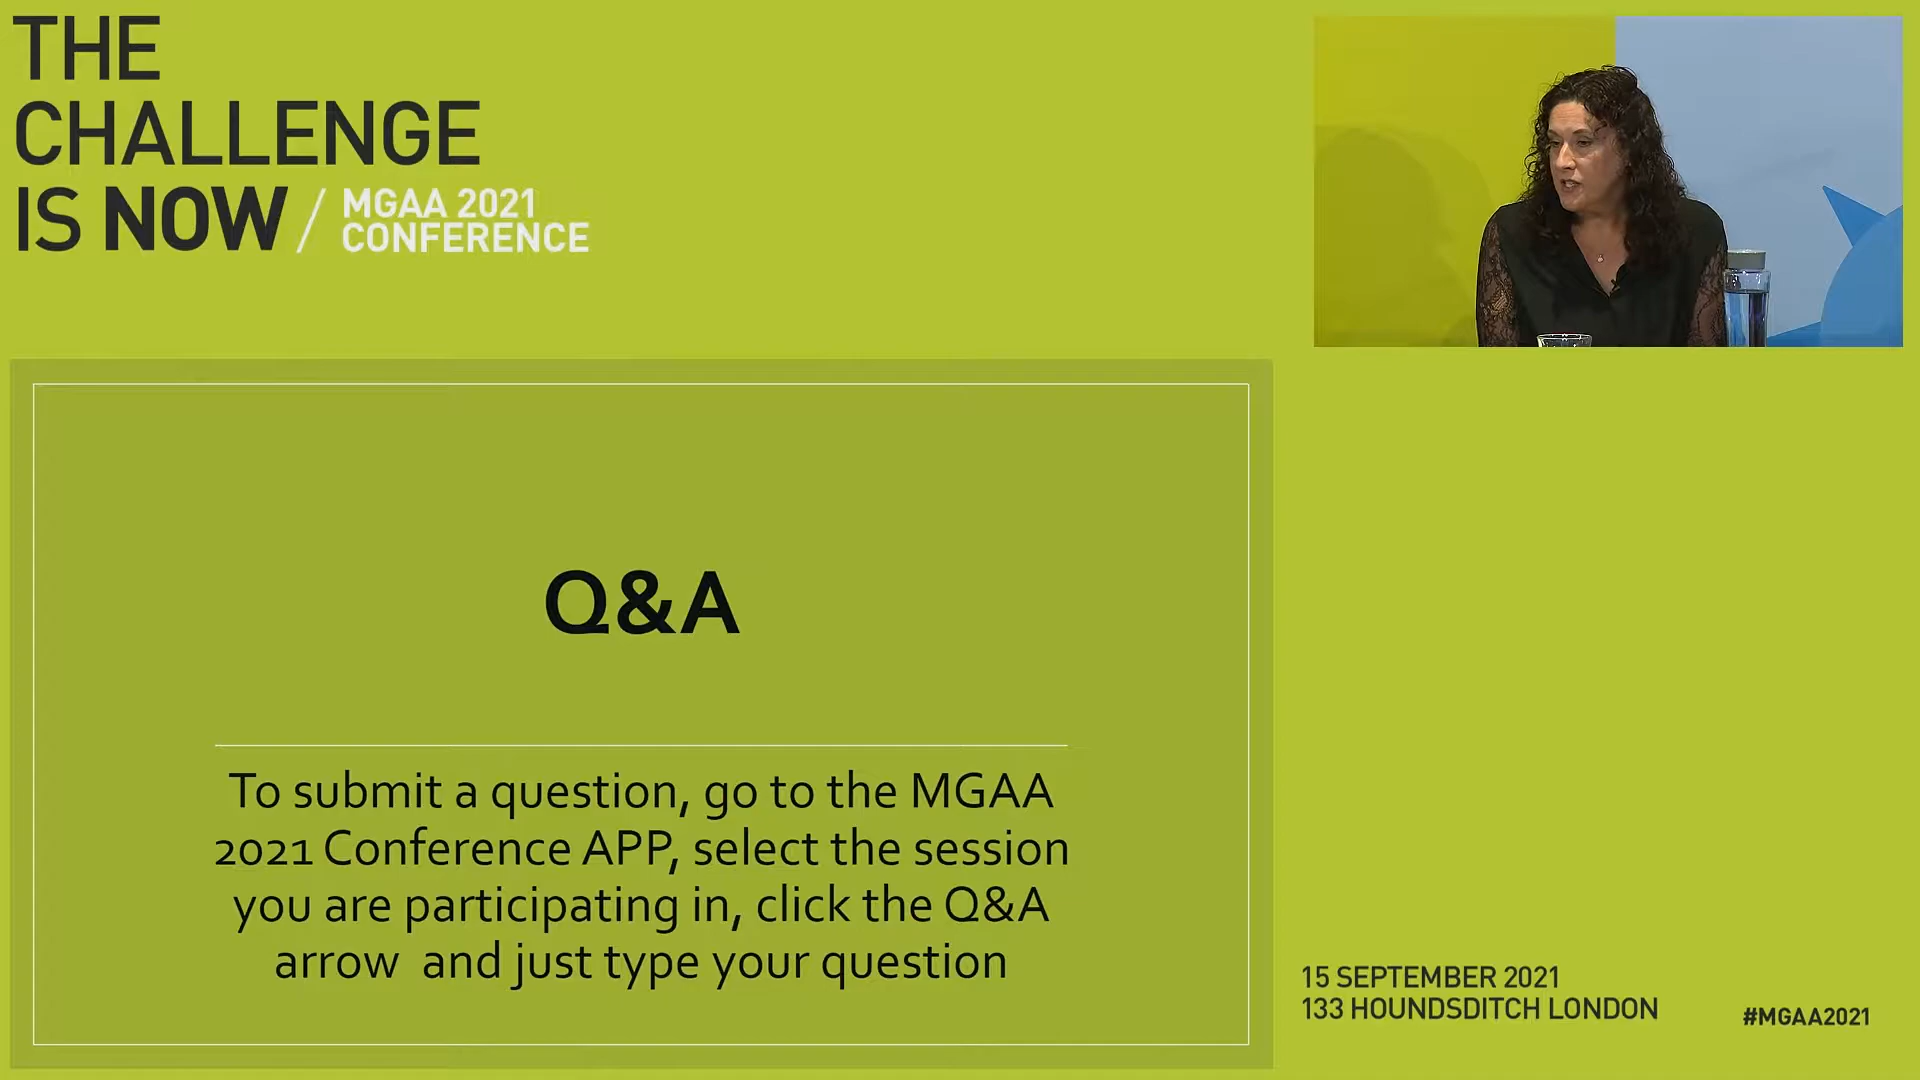 THE
CHALLENGE
IS NOW / MGAA 2021
CONFERENCE
Q&A
To submit a question, go to the MGAA
2021 Conference APP, select the session
you are participating in, click the Q&A
arrow and just type your question
15 SEPTEMBER 2021
133 HOUNDSDITCH LONDON
#MGAA2021